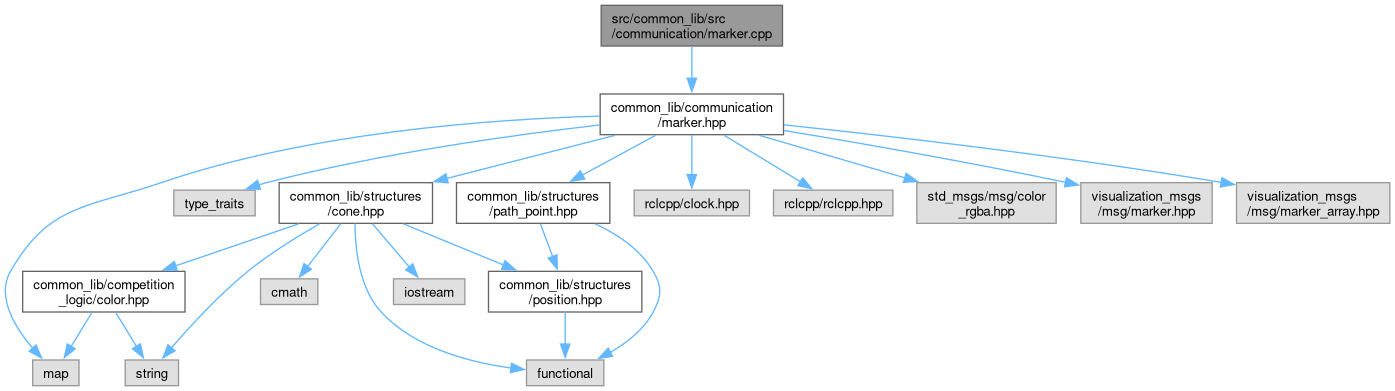 src/common_lib/src
/communication/marker.cpp
common_lib/communication
/marker.hpp
type_traits
common_lib/structures
/cone.hpp
common_lib/structures
/path_point.hpp
rclcpp/clock.hpp
rclcpp/rclcpp.hpp
std_msgs/msg/color
_rgba.hpp
visualization_msgs
/msg/marker.hpp
visualization_msgs
/msg/marker_array.hpp
common_lib/competition
_logic/color.hpp
cmath
iostream
common_lib/structures
/position.hpp
map
string
functional